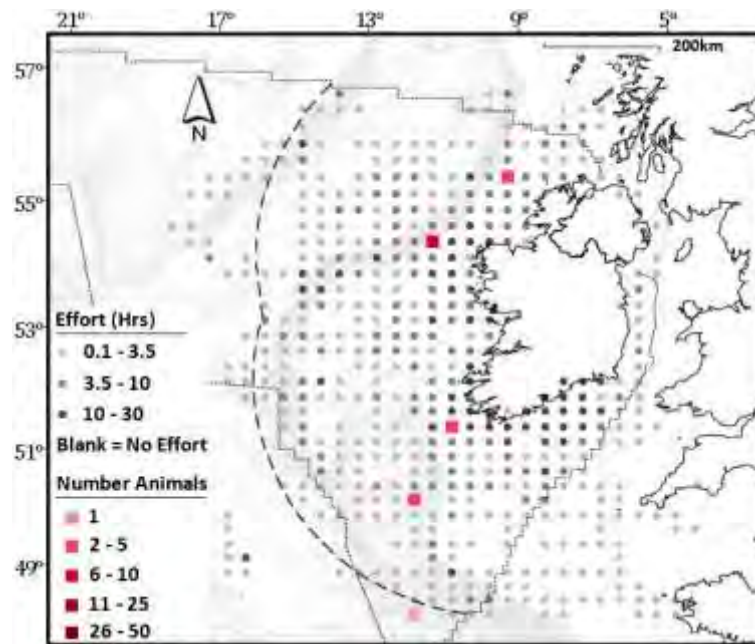 21° 17° 13° 9° 5°
200km
57°
N
55°
53°
Effort (Hrs)
0.1 - 3.5
3.5 - 10
10 - 30
51°
Blank = No Effort
Number Animals
1
2 - 5
49°
6 - 10
11 - 25
26 - 50